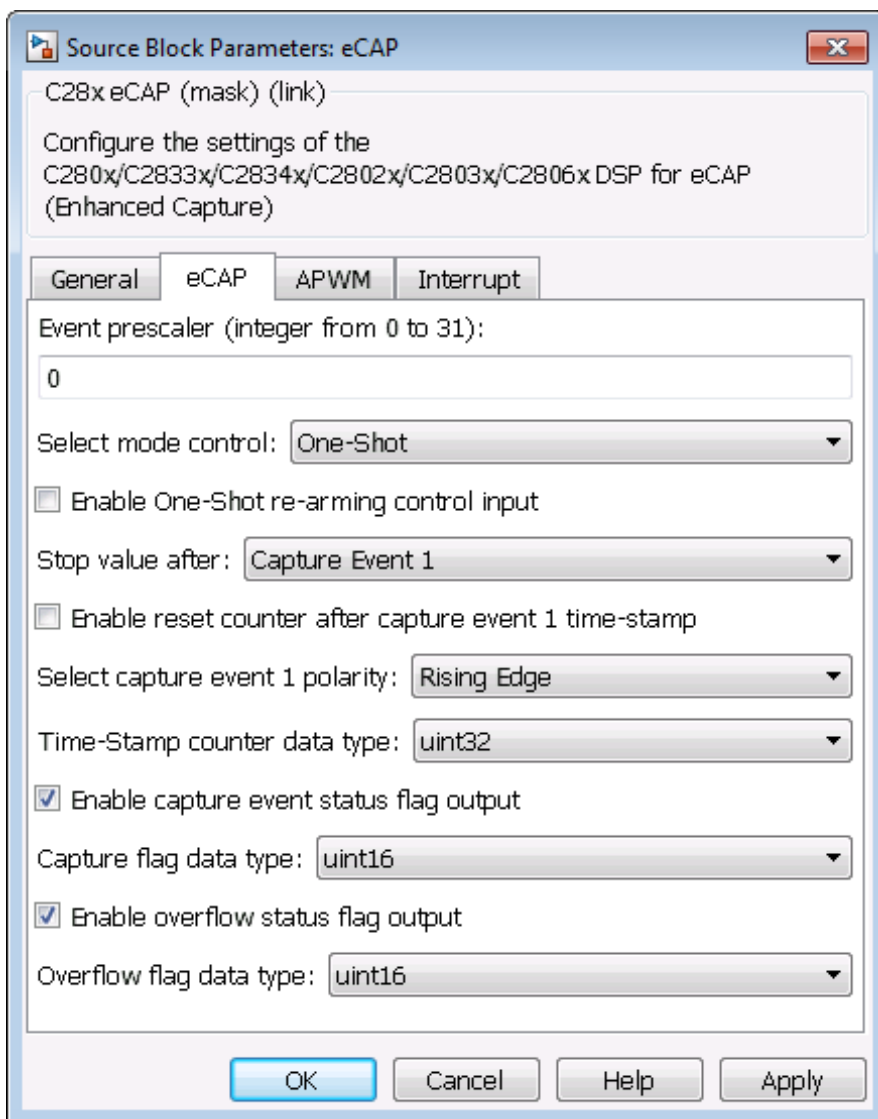 Source Block Parameters: eCAP
C28x eCAP (mask) (link)
Configure the settings of the
C280x/C2833x/C2834x/C2802x/C2803x/C2806x DSP for eCAP
(Enhanced Capture)
General eCAP APWM Interrupt
Event prescaler (integer from 0 to 31):
0
Select mode control: One-Shot
Enable One-Shot re-arming control input
Stop value after: Capture Event 1
Enable reset counter after capture event 1 time-stamp
Select capture event 1 polarity: Rising Edge
Time-Stamp counter data type: uint32
Enable capture event status flag output
Capture flag data type: uint16
Enable overflow status flag output
Overflow flag data type: uint16
OK Cancel Help Apply